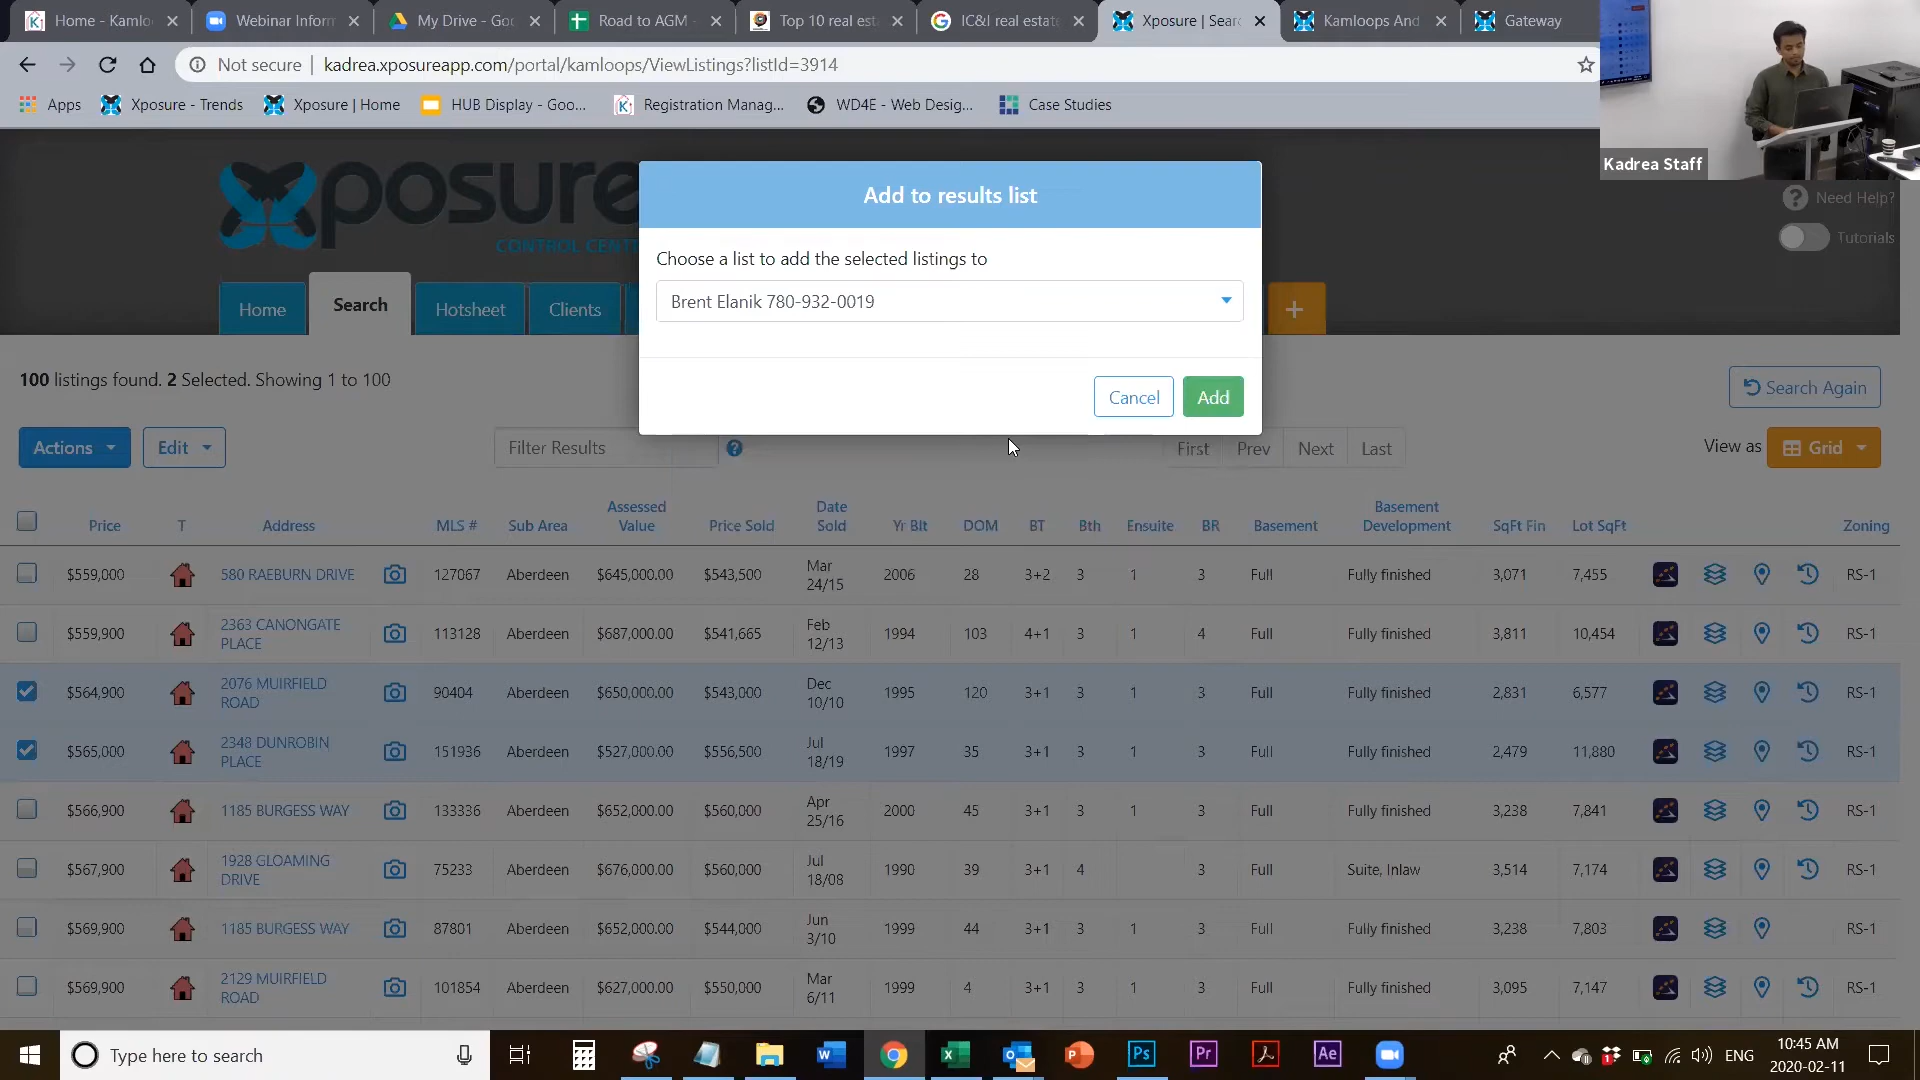 Home - Kamlo
Webinar Inform
My Drive - Goo
Road to AGM -
Top 10 real est
IC&I real estate
Xposure | Searc
Kamloops And
Gateway
Not secure | kadrea.xposureapp.com/portal/kamloops/ViewListings?listId=3914
Apps
Xposure - Trends
Xposure | Home
HUB Display - Goo...
Registration Manag...
WD4E - Web Desig...
Case Studies
Kadrea Staff
xposure
CONTROL CENT
Need Help?
Tutorials
Add to results list
Choose a list to add the selected listings to
Brent Elanik 780-932-0019
Cancel Add
Home Search Hotsheet Clients +
100 listings found. 2 Selected. Showing 1 to 100
Search Again
Actions Edit Filter Results ? First Prev Next Last View as Grid
Price T Address MLS # Sub Area Assessed Value Price Sold Date Sold Yr Blt DOM BT Bth Ensuite BR Basement Basement Development SqFt Fin Lot SqFt Zoning
$559,000 580 RAEBURN DRIVE 127067 Aberdeen $645,000.00 $543,500 Mar 24/15 2006 28 3+2 3 1 3 Full Fully finished 3,071 7,455 RS-1
$559,900 2363 CANONGATE PLACE 113128 Aberdeen $687,000.00 $541,665 Feb 12/13 1994 103 4+1 3 1 4 Full Fully finished 3,811 10,454 RS-1
$564,900 2076 MUIRFIELD ROAD 90404 Aberdeen $650,000.00 $543,000 Dec 10/10 1995 120 3+1 3 1 3 Full Fully finished 2,831 6,577 RS-1
$565,000 2348 DUNROBIN PLACE 151936 Aberdeen $527,000.00 $556,500 Jul 18/19 1997 35 3+1 3 1 3 Full Fully finished 2,479 11,880 RS-1
$566,900 1185 BURGESS WAY 133336 Aberdeen $652,000.00 $560,000 Apr 25/16 2000 45 3+1 3 1 3 Full Fully finished 3,238 7,841 RS-1
$567,900 1928 GLOAMING DRIVE 75233 Aberdeen $676,000.00 $560,000 Jul 18/08 1990 39 3+1 4 3 Full Suite, Inlaw 3,514 7,174 RS-1
$569,900 1185 BURGESS WAY 87801 Aberdeen $652,000.00 $544,000 Jun 3/10 1999 44 3+1 3 1 3 Full Fully finished 3,238 7,803 RS-1
$569,900 2129 MUIRFIELD ROAD 101854 Aberdeen $627,000.00 $550,000 Mar 6/11 1999 4 3+1 3 1 3 Full Fully finished 3,095 7,147 RS-1
Type here to search
Ps
Pr
Ae
ENG
10:45 AM
2020-02-11